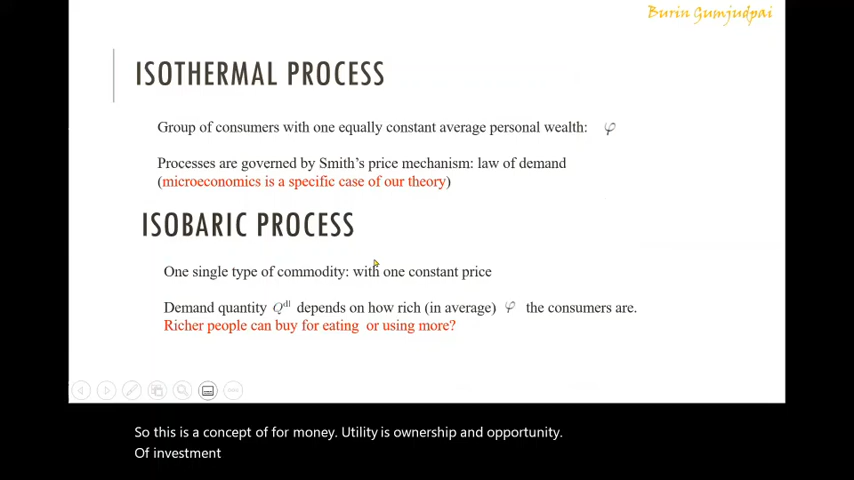 Burin Gumjudpai
ISOTHERMAL PROCESS
Group of consumers with one equally constant average personal wealth: φ
Processes are governed by Smith's price mechanism: law of demand
(microeconomics is a specific case of our theory)
ISOBARIC PROCESS
One single type of commodity: with one constant price
Demand quantity Qᵈˡ depends on how rich (in average) φ the consumers are.
Richer people can buy for eating or using more?
So this is a concept of for money. Utility is ownership and opportunity.
Of investment